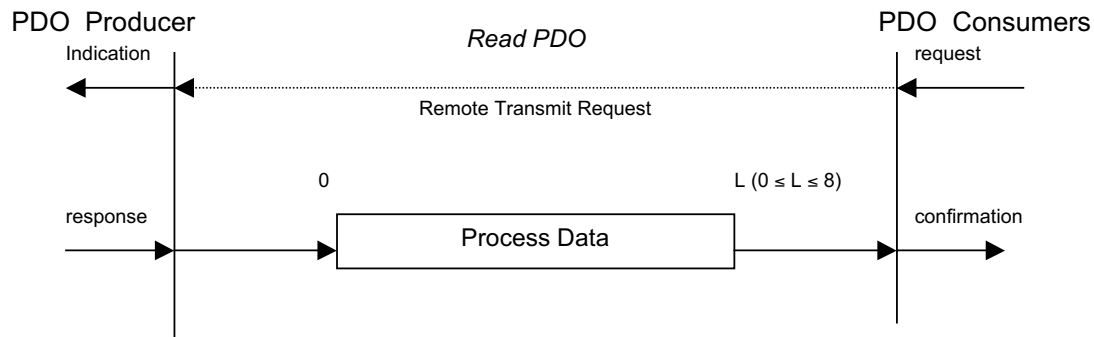 PDO Producer
PDO Consumers
Read PDO
Indication
request
Remote Transmit Request
0
L (0 ≤ L ≤ 8)
response
Process Data
confirmation